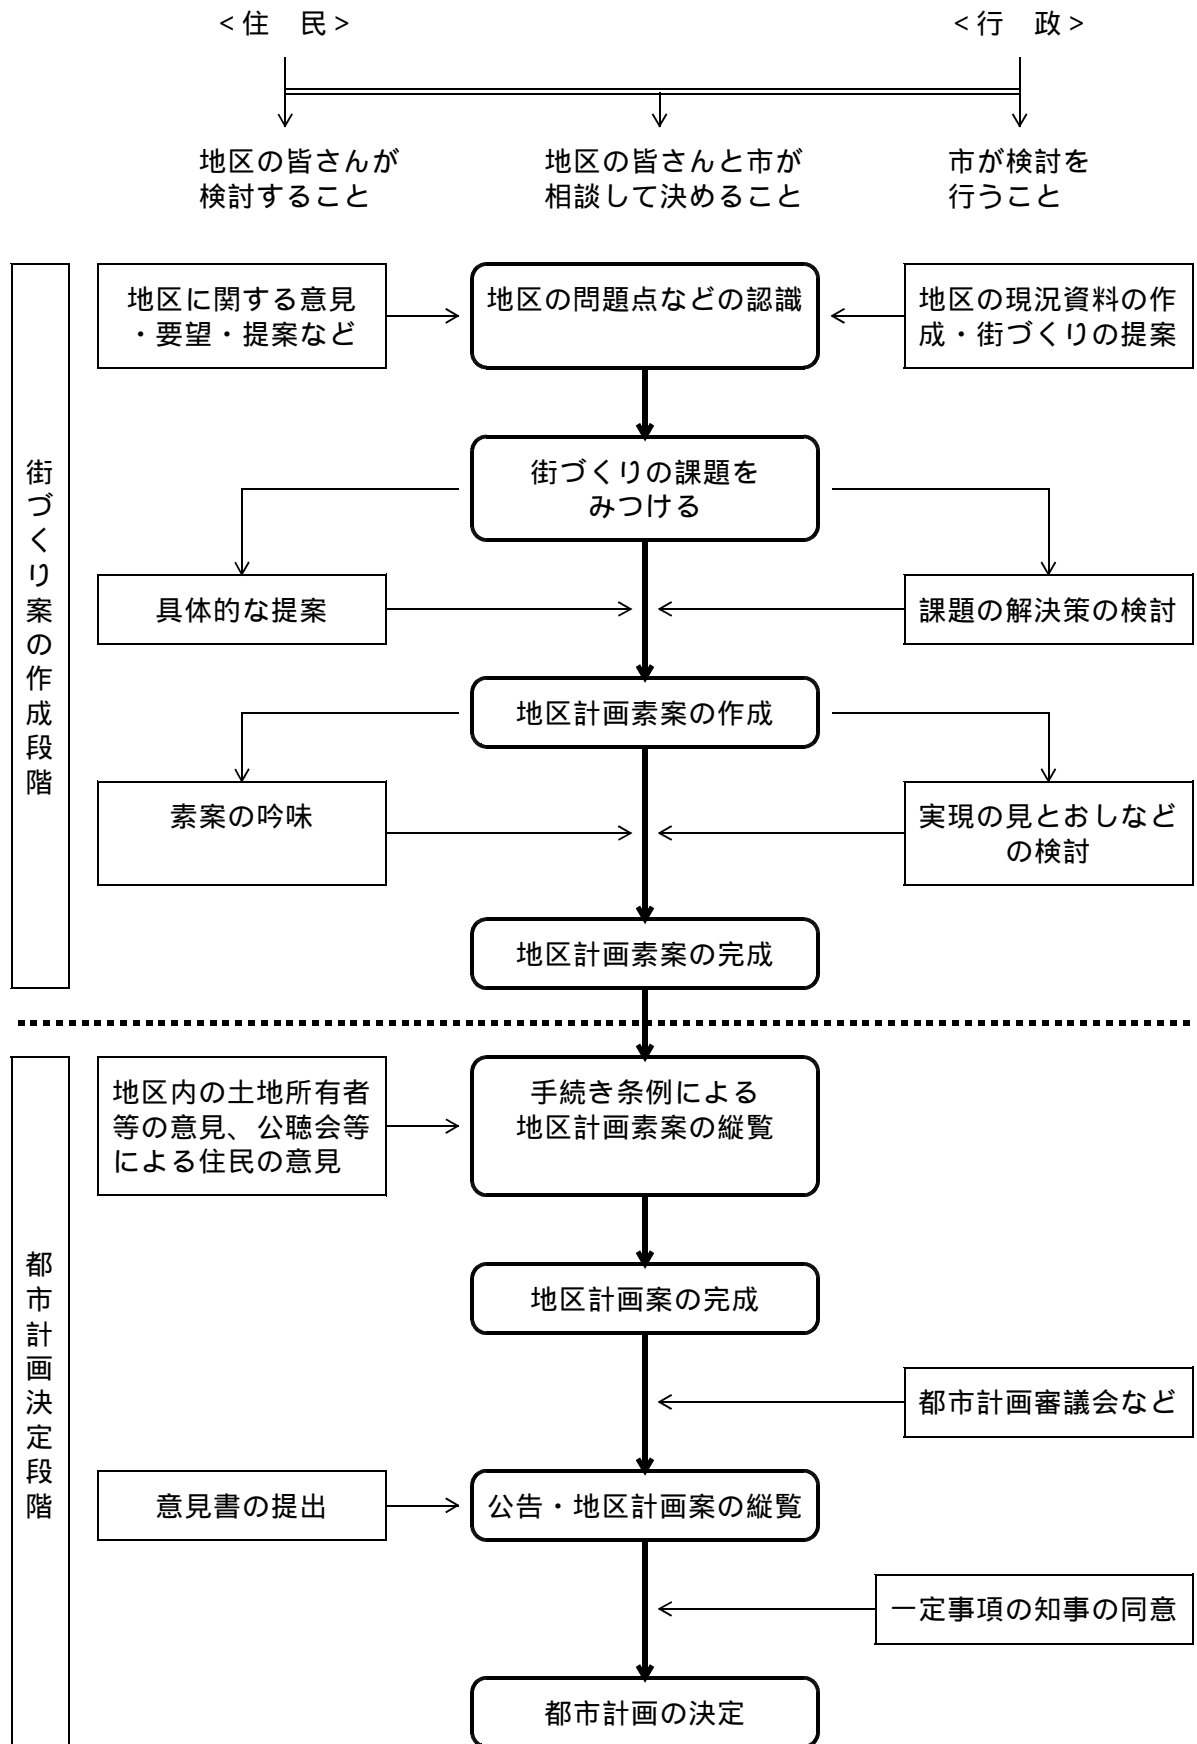 <住　民>
<行　政>
地区の皆さんが
検討すること
地区の皆さんと市が
相談して決めること
市が検討を
行うこと
街づくり案の作成段階
地区に関する意見
・要望・提案など
地区の問題点などの認識
地区の現況資料の作
成・街づくりの提案
街づくりの課題を
みつける
具体的な提案
課題の解決策の検討
地区計画素案の作成
素案の吟味
実現の見とおしなど
の検討
地区計画素案の完成
都市計画決定段階
地区内の土地所有者
等の意見、公聴会等
による住民の意見
手続き条例による
地区計画素案の縦覧
地区計画案の完成
都市計画審議会など
意見書の提出
公告・地区計画案の縦覧
一定事項の知事の同意
都市計画の決定